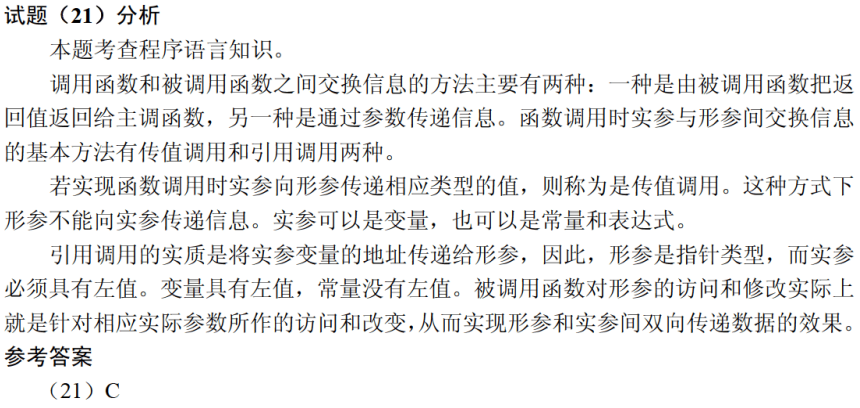 试题（21）分析
本题考查程序语言知识。
调用函数和被调用函数之间交换信息的方法主要有两种：一种是由被调用函数把返
回值返回给主调函数，另一种是通过参数传递信息。函数调用时实参与形参间交换信息
的基本方法有传值调用和引用调用两种。
若实现函数调用时实参向形参传递相应类型的值，则称为是传值调用。这种方式下
形参不能向实参传递信息。实参可以是变量，也可以是常量和表达式。
引用调用的实质是将实参变量的地址传递给形参，因此，形参是指针类型，而实参
必须具有左值。变量具有左值，常量没有左值。被调用函数对形参的访问和修改实际上
就是针对相应实际参数所作的访问和改变，从而实现形参和实参间双向传递数据的效果。
参考答案
（21）C